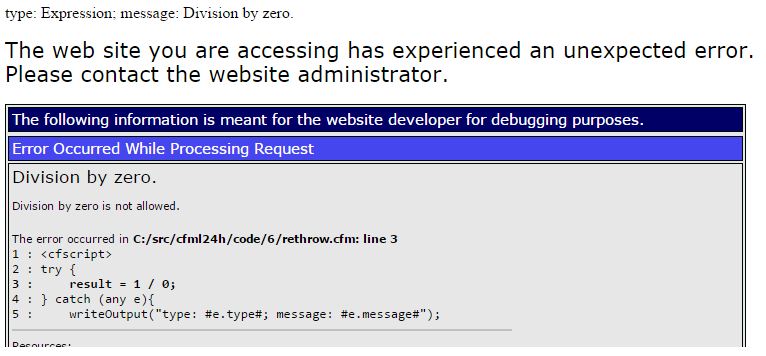 type: Expression; message: Division by zero.
The web site you are accessing has experienced an unexpected error.
Please contact the website administrator.
The following information is meant for the website developer for debugging purposes.
Error Occurred While Processing Request
Division by zero.
Division by zero is not allowed.
The error occurred in C:/src/cfml24h/code/6/rethrow.cfm: line 3
1 : <cfscript>
2 : try {
3 :     result = 1 / 0;
4 : } catch (any e){
5 :     writeOutput("type: #e.type#; message: #e.message#");
Resources: